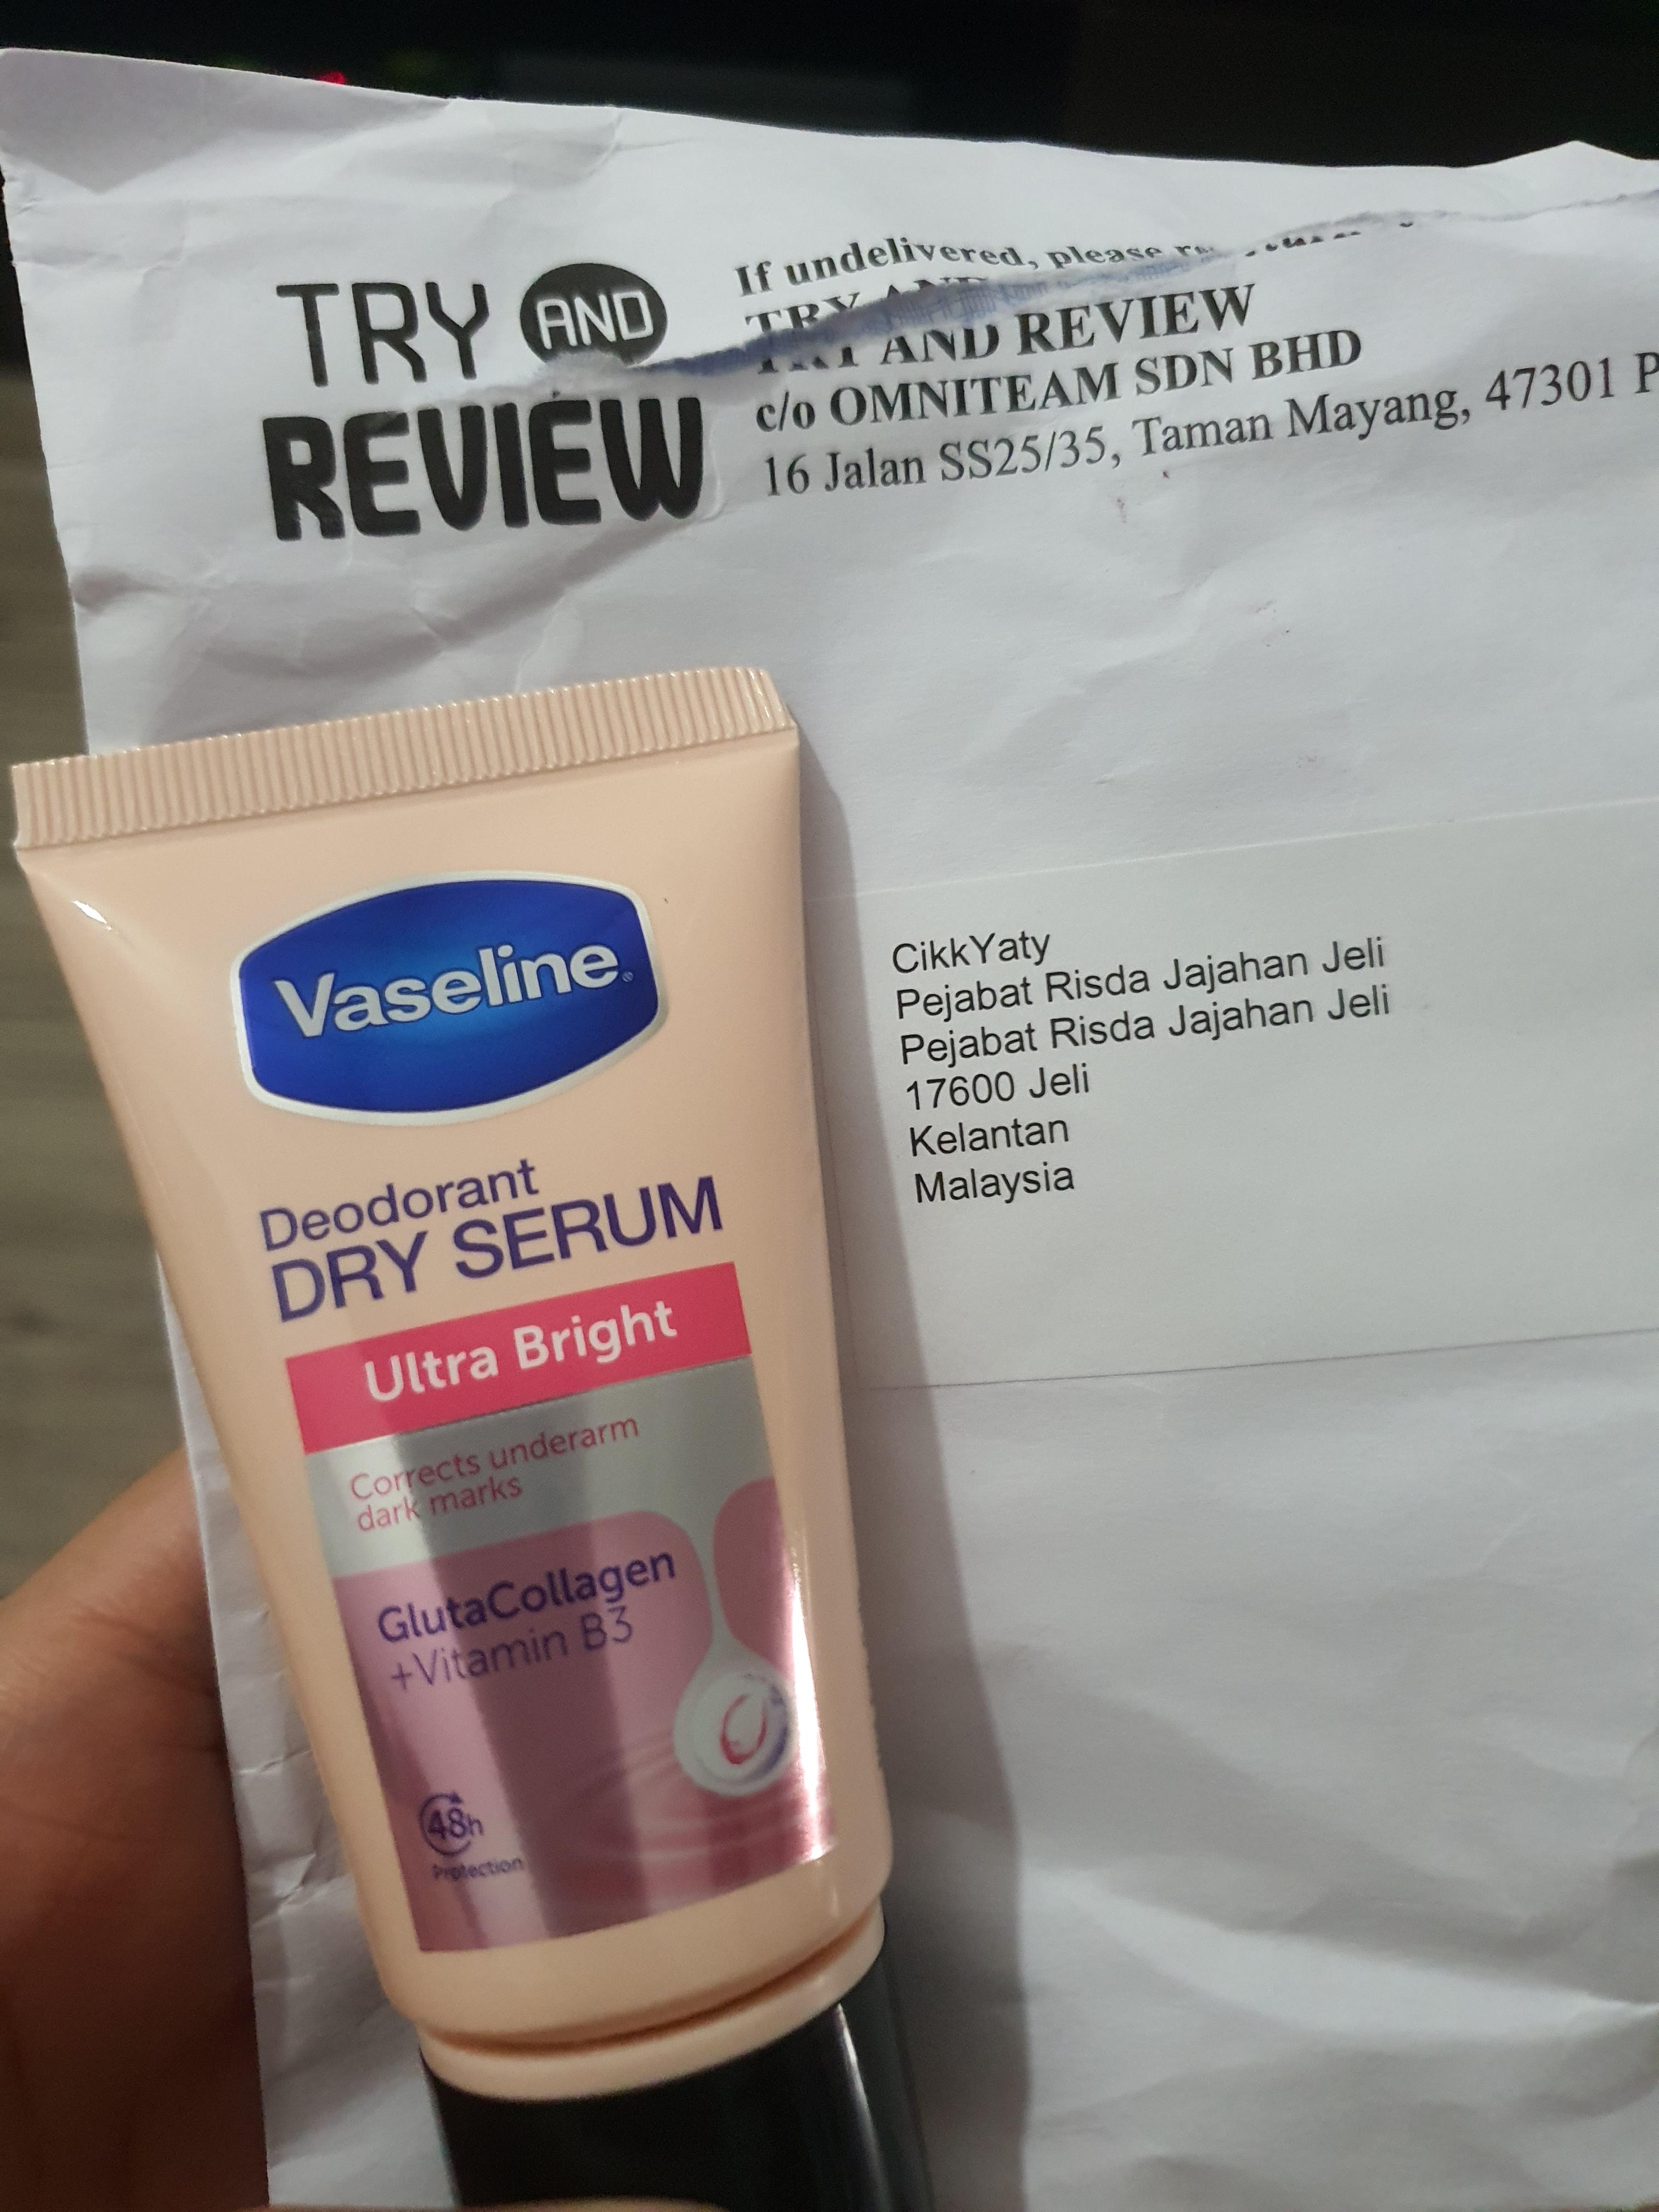 TRY AND
REVIEW
If undelivered, please
TRY AND REVIEW
c/o OMNITEAM SDN BHD
16 Jalan SS25/35, Taman Mayang, 47301 P
CikkYaty
Pejabat Risda Jajahan Jeli
Pejabat Risda Jajahan Jeli
17600 Jeli
Kelantan
Malaysia
Vaseline®
Deodorant
DRY SERUM
Ultra Bright
Corrects underarm
dark marks
GlutaCollagen
+Vitamin B3
48h
Protection